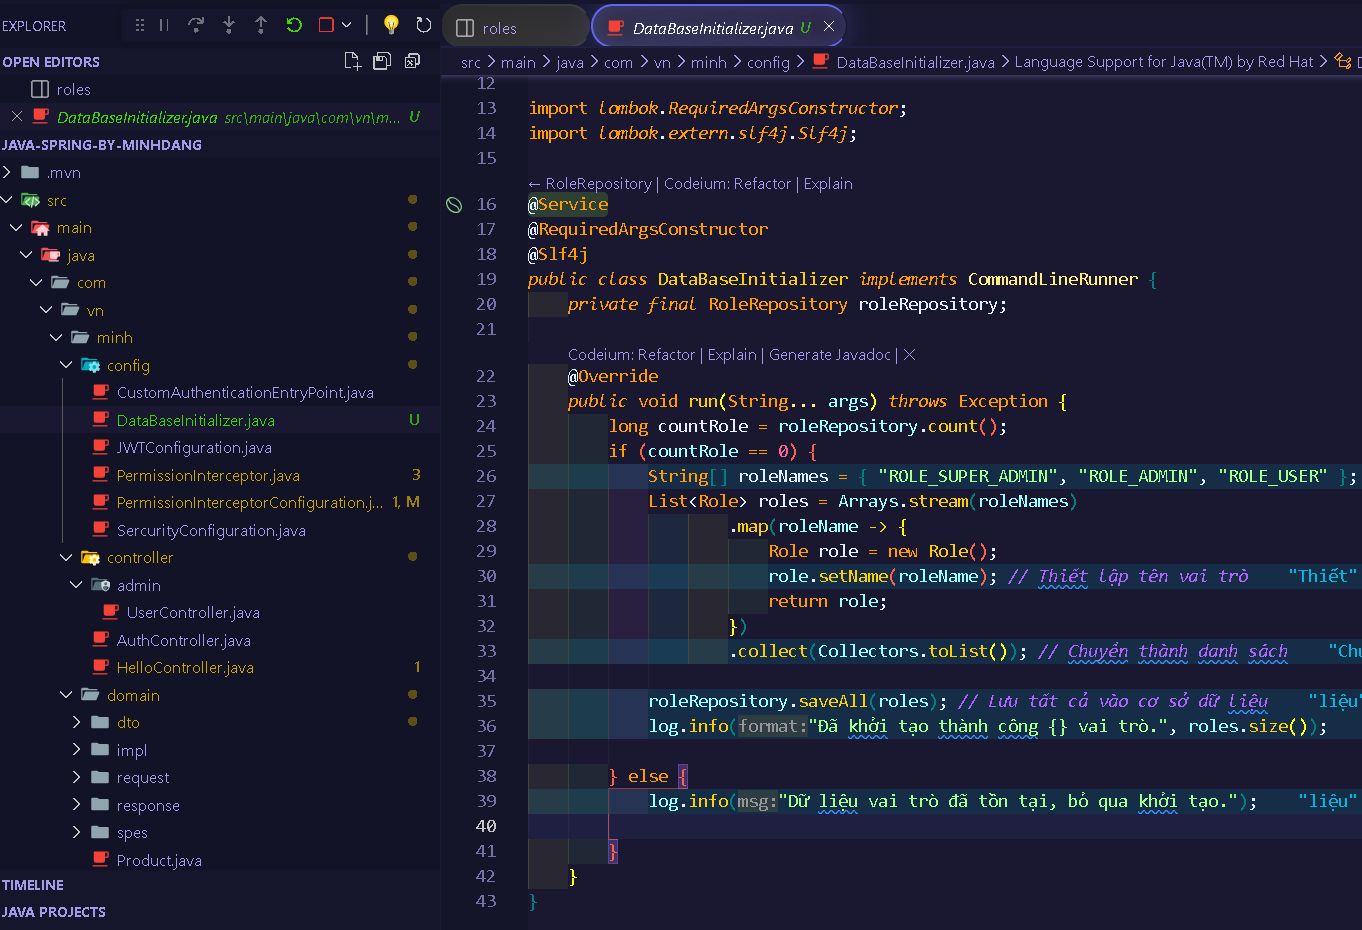 EXPLORER
OPEN EDITORS
roles
DataBaseInitializer.java src\main\java\com\vn\m... U
JAVA-SPRING-BY-MINHDANG
.mvn
src
main
java
com
vn
minh
config
CustomAuthenticationEntryPoint.java
DataBaseInitializer.java U
JWTConfiguration.java
PermissionInterceptor.java 3
PermissionInterceptorConfiguration.j... 1, M
SercurityConfiguration.java
controller
admin
UserController.java
AuthController.java
HelloController.java 1
domain
dto
impl
request
response
spes
Product.java
TIMELINE
JAVA PROJECTS
roles
DataBaseInitializer.java U
src > main > java > com > vn > minh > config > DataBaseInitializer.java > Language Support for Java(TM) by Red Hat >
12
13 import lombok.RequiredArgsConstructor;
14 import lombok.extern.slf4j.Slf4j;
15
← RoleRepository | Codeium: Refactor | Explain
16 @Service
17 @RequiredArgsConstructor
18 @Slf4j
19 public class DataBaseInitializer implements CommandLineRunner {
20 private final RoleRepository roleRepository;
21
Codeium: Refactor | Explain | Generate Javadoc | ×
22 @Override
23 public void run(String... args) throws Exception {
24 long countRole = roleRepository.count();
25 if (countRole == 0) {
26 String[] roleNames = { "ROLE_SUPER_ADMIN", "ROLE_ADMIN", "ROLE_USER" };
27 List<Role> roles = Arrays.stream(roleNames)
28 .map(roleName -> {
29 Role role = new Role();
30 role.setName(roleName); // Thiết lập tên vai trò "Thiết"
31 return role;
32 })
33 .collect(Collectors.toList()); // Chuyển thành danh sách "Chu
34
35 roleRepository.saveAll(roles); // Lưu tất cả vào cơ sở dữ liệu "liệu"
36 log.info(format:"Đã khởi tạo thành công {} vai trò.", roles.size());
37
38 } else {
39 log.info(msg:"Dữ liệu vai trò đã tồn tại, bỏ qua khởi tạo."); "liệu"
40
41 }
42 }
43 }